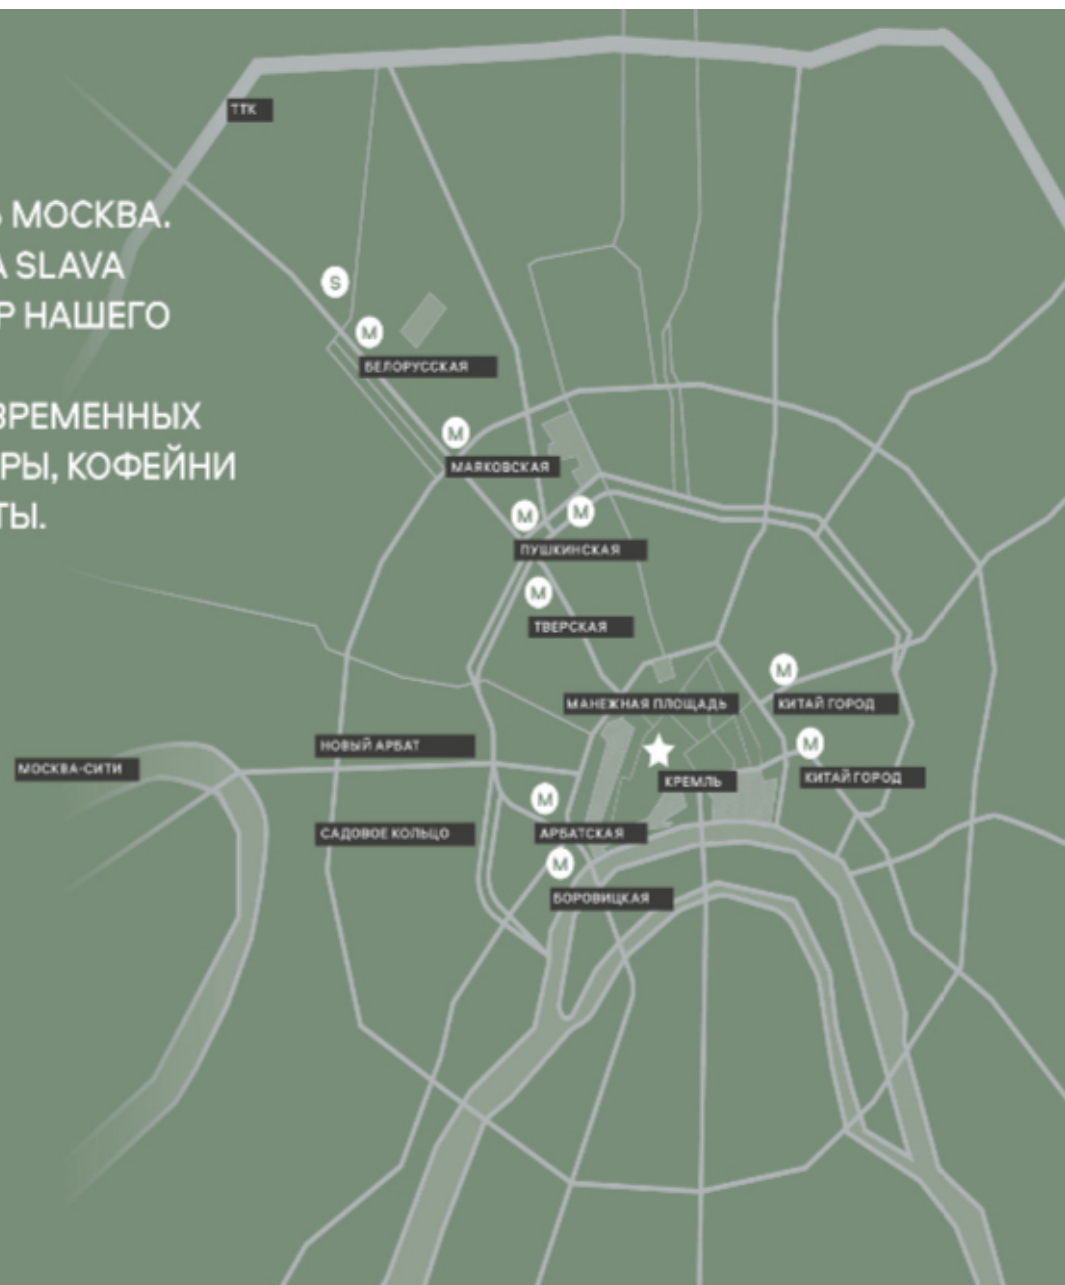 ТТК
МОСКВА.
SLAVA
НАШЕГО
ВРЕМЕННЫХ
РЫ, КОФЕЙНИ
ТЫ.
S
M
БЕЛОРУССКАЯ
M
МАЯКОВСКАЯ
M
M
ПУШКИНСКАЯ
M
ТВЕРСКАЯ
M
МАНЕЖНАЯ ПЛОЩАДЬ
КИТАЙ ГОРОД
НОВЫЙ АРБАТ
M
МОСКВА-СИТИ
КРЕМЛЬ
КИТАЙ ГОРОД
M
САДОВОЕ КОЛЬЦО
АРБАТСКАЯ
M
БОРОВИЦКАЯ